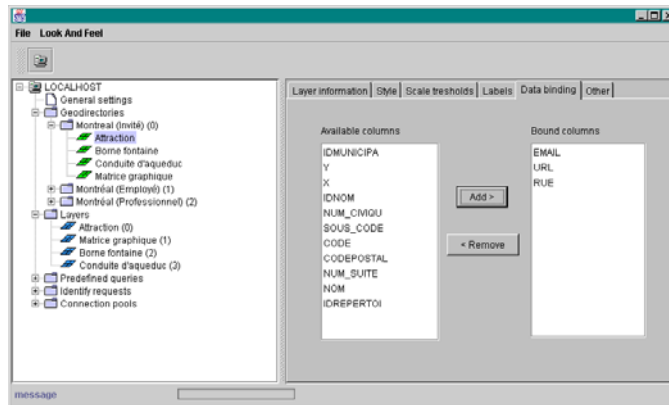 File Look And Feel
LOCALHOST
General settings
Geodirectories
Montreal (Invité) (0)
Attraction
Borne fontaine
Conduite d'aqueduc
Matrice graphique
Montréal (Employé) (1)
Montréal (Professionnel) (2)
Layers
Attraction (0)
Matrice graphique (1)
Borne fontaine (2)
Conduite d'aqueduc (3)
Predefined queries
Identify requests
Connection pools
Layer information Style Scale tresholds Labels Data binding Other
Available columns
IDMUNICIPA
Y
X
IDNOM
NUM_CIVIQU
SOUS_CODE
CODE
CODEPOSTAL
NUM_SUITE
NOM
IDREPERTOI
Add >
< Remove
Bound columns
EMAIL
URL
RUE
message